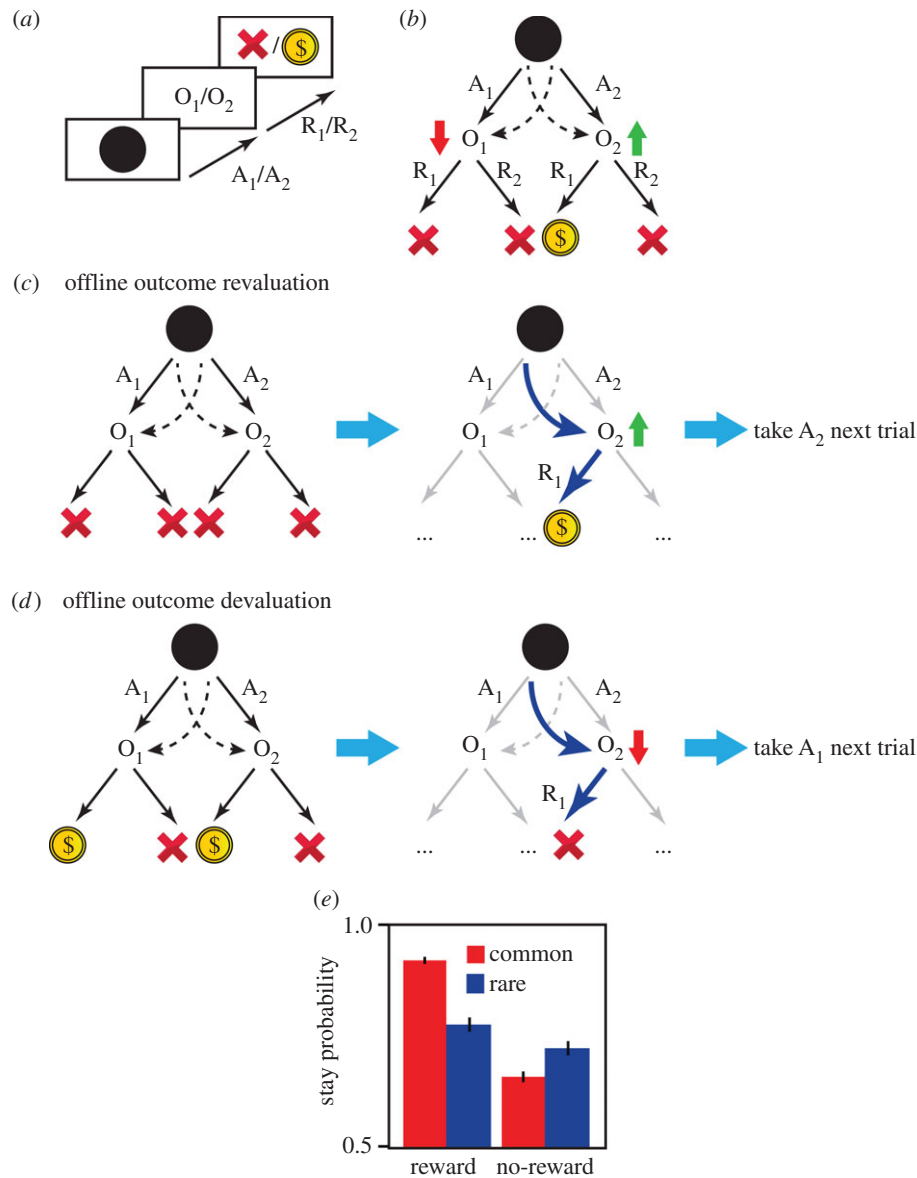 (a)
$
O1/O2
R1/R2
A1/A2
(b)
A1 A2
O1 O2
R1 R2 R1 R2
$
(c) offline outcome revaluation
A1 A2 A1 A2
O1 O2 O1 O2 take A2 next trial
R1
... ... $ ...
(d) offline outcome devaluation
A1 A2 A1 A2
O1 O2 O1 O2 take A1 next trial
R1
$ $ ... ... ...
(e)
1.0
common
rare
stay probability
0.5
reward no-reward